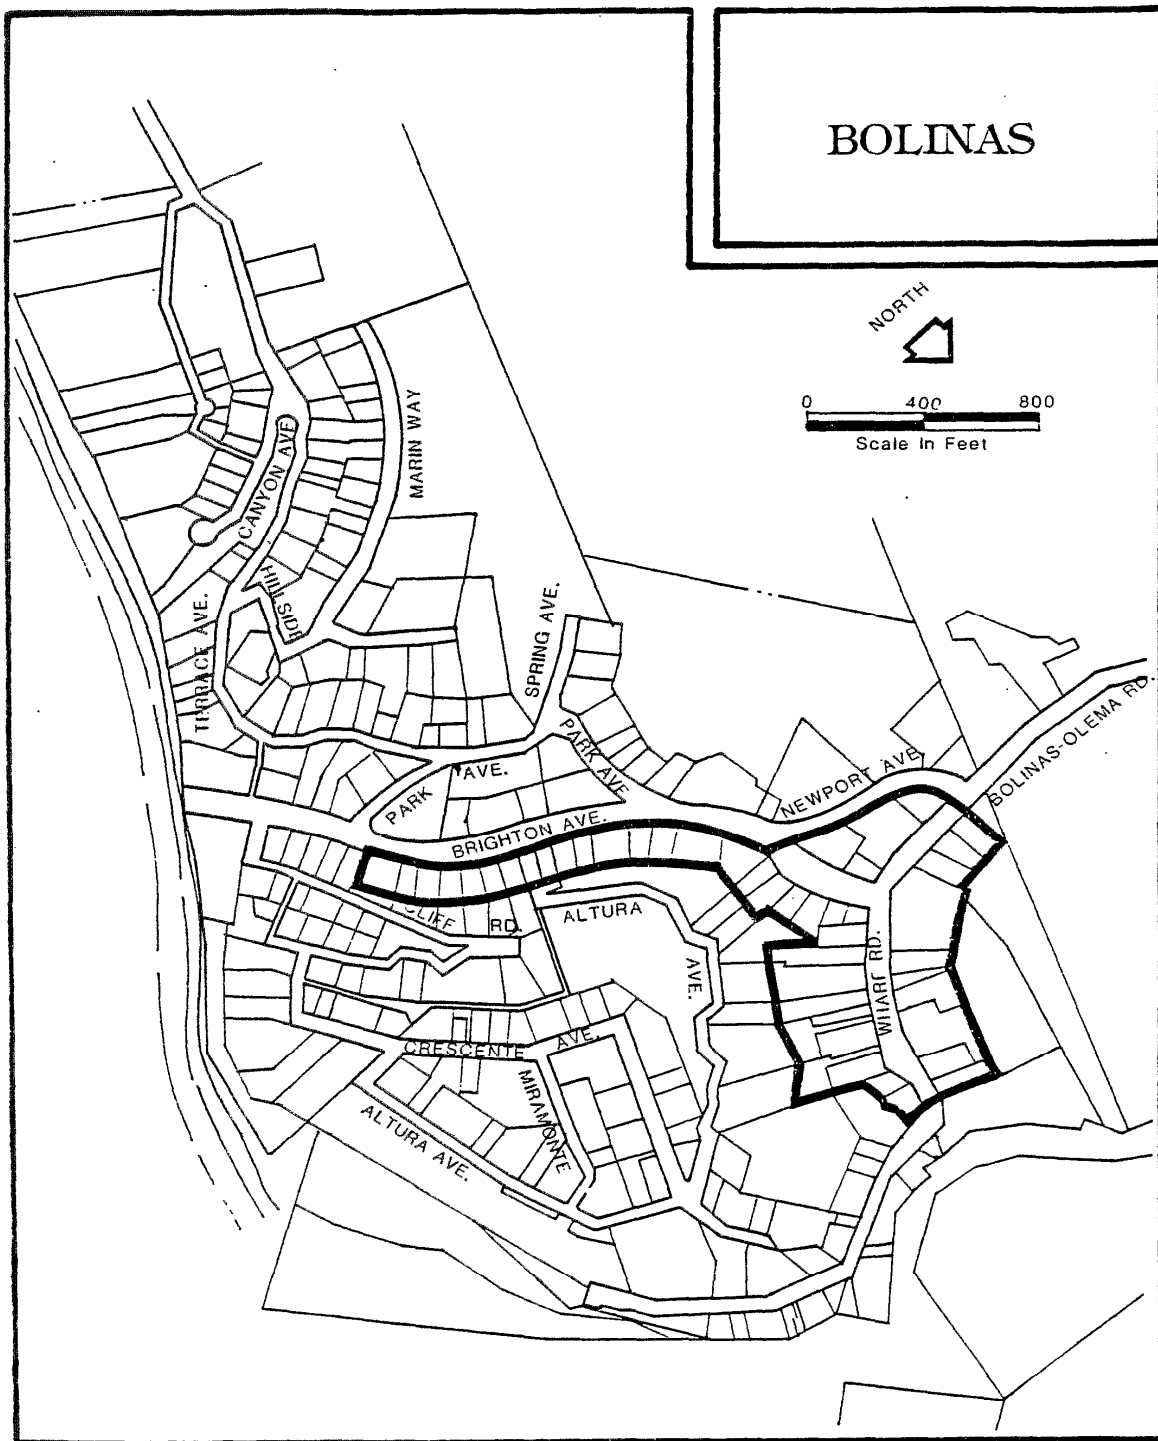 BOLINAS
NORTH
0 400 800
Scale In Feet
MARIN WAY
CANYON AVE
HILLSIDE
TERRACE AVE.
SPRING AVE.
PARK AVE
PARK AVE.
NEWPORT AVE.
BOLINAS-OLEMA RD.
BRIGHTON AVE.
CLIFF RD.
ALTURA AVE.
WHARF RD.
CRESCENTE AVE.
MIRAMONTE
ALTURA AVE.